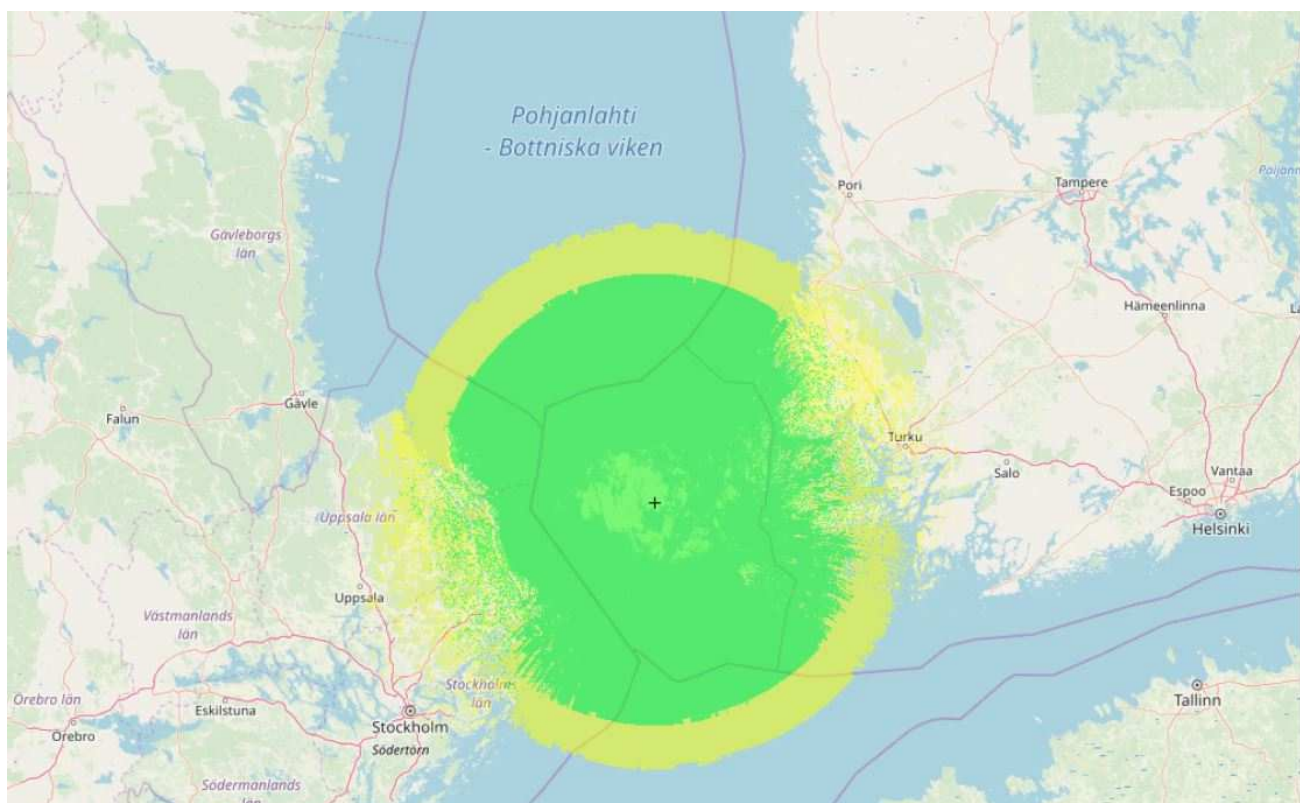 Pohjanlahti
- Bottniska viken
Pori
Tampere
Gävleborgs
län
Hämeenlinna
Falun
Gävle
Turku
Salo
Vantaa
Espoo
Helsinki
Uppsala län
Uppsala
Västmanlands
län
Stockholms
län
Örebro län
Eskilstuna
Örebro
Stockholm
Södertörn
Tallinn
Södermanlands
län